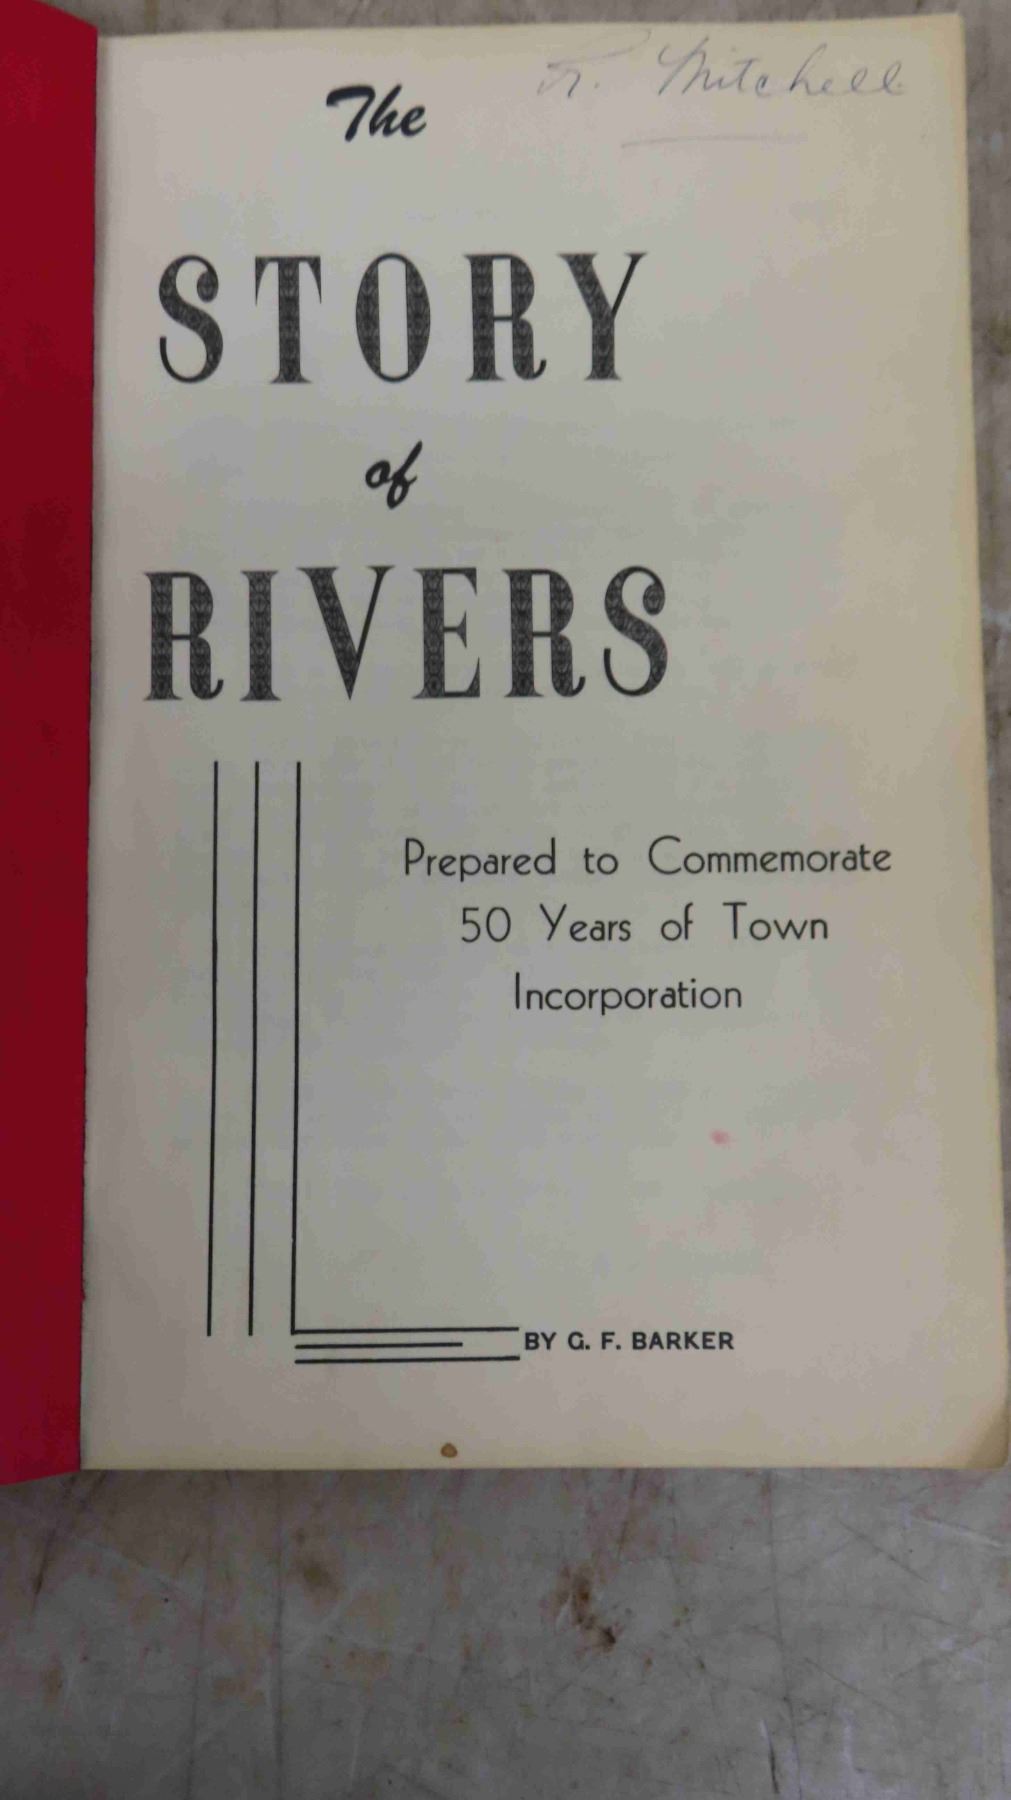 R. Mitchell
The
STORY
of
RIVERS
Prepared to Commemorate
50 Years of Town
Incorporation
BY G. F. BARKER